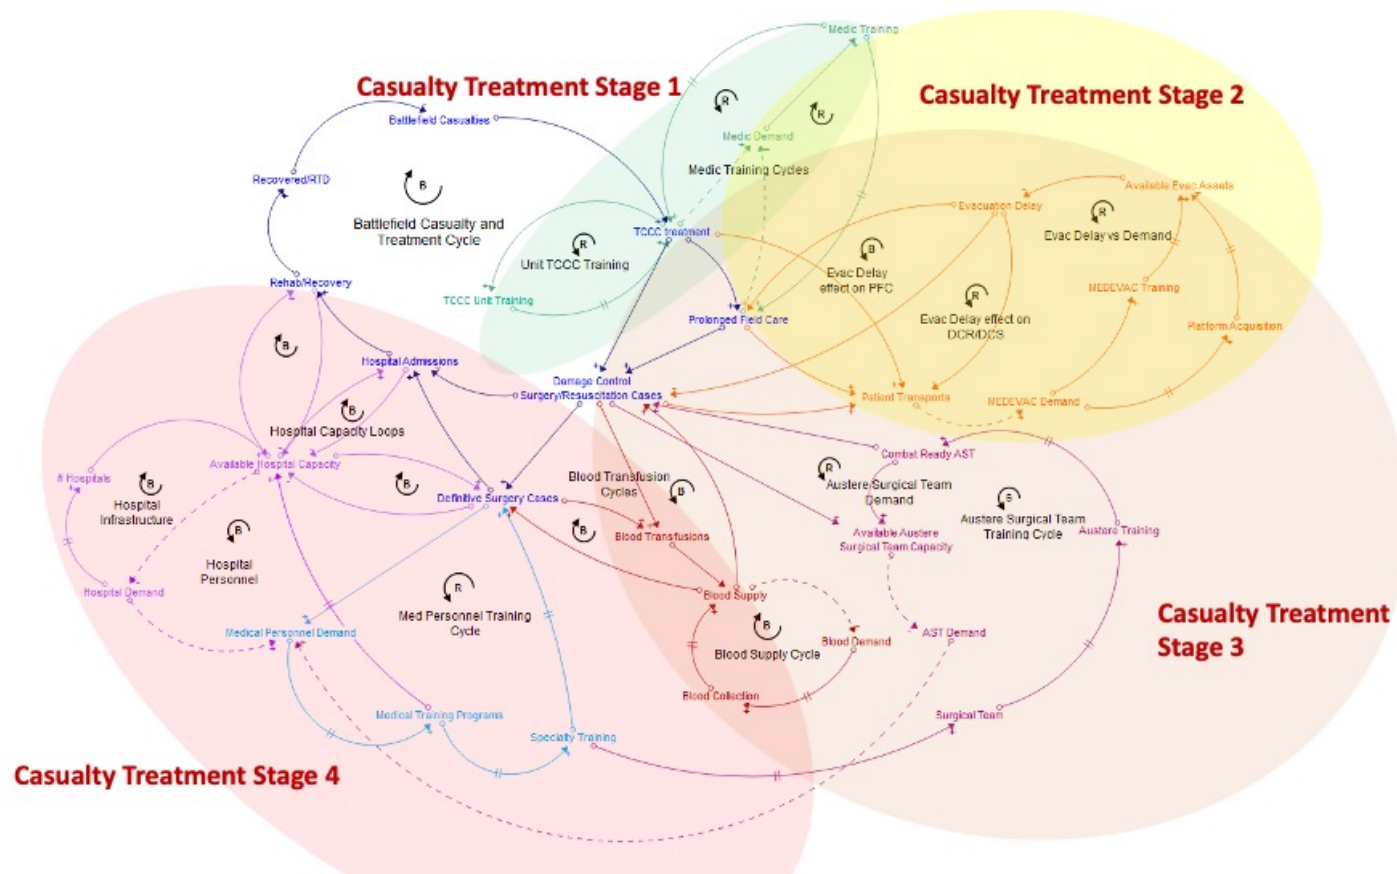 Medic Training
Casualty Treatment Stage 1
Casualty Treatment Stage 2
R
R
Battlefield Casualties
Medic Demand
Medic Training Cycles
Recovered/RTD
B
Battlefield Casualty and
Treatment Cycle
Available Evac Assets
Evacuation Delay
R
Evac Delay vs Demand
TCCC treatment
R
Unit TCCC Training
B
Evac Delay
effect on PFC
Rehab/Recovery
TCCC Unit Training
MEDEVAC Training
R
Evac Delay effect on
DCR/DCS
Prolonged Field Care
Platform Acquisition
B
Hospital Admissions
Damage Control
Surgery/Resuscitation Cases
Patient Transports
MEDEVAC Demand
B
Hospital Capacity Loops
Available Hospital Capacity
Combat Ready AST
# Hospitals
B
Hospital
Infrastructure
B
Definitive Surgery Cases
Blood Transfusion
Cycles
B
R
Austere Surgical Team
Demand
B
Austere Surgical Team
Training Cycle
Austere Training
B
Hospital
Personnel
B
Blood Transfusions
Available Austere
Surgical Team Capacity
Hospital Demand
R
Med Personnel Training
Cycle
Blood Supply
Casualty Treatment
Stage 3
Medical Personnel Demand
B
Blood Supply Cycle
Blood Demand
AST Demand
Blood Collection
Medical Training Programs
Surgical Team
Specialty Training
Casualty Treatment Stage 4